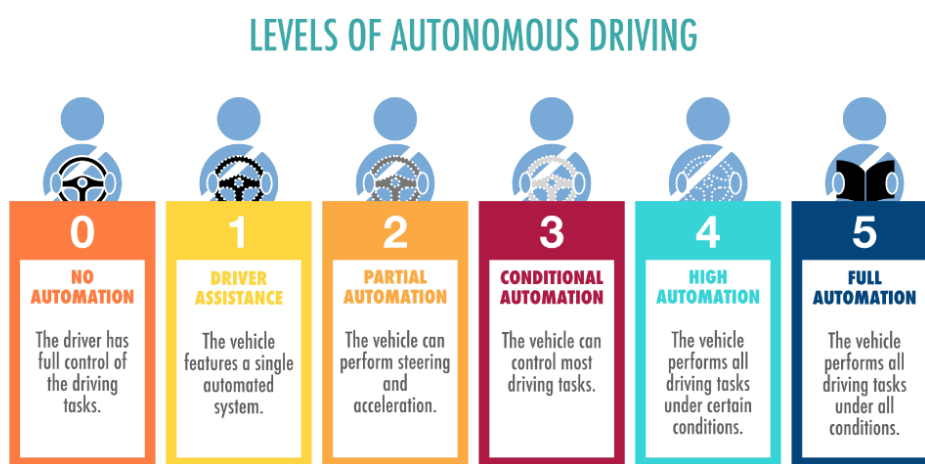 LEVELS OF AUTONOMOUS DRIVING
0
NO
AUTOMATION
The driver has
full control of
the driving
tasks.
1
DRIVER
ASSISTANCE
The vehicle
features a single
automated
system.
2
PARTIAL
AUTOMATION
The vehicle can
perform steering
and
acceleration.
3
CONDITIONAL
AUTOMATION
The vehicle can
control most
driving tasks.
4
HIGH
AUTOMATION
The vehicle
performs all
driving tasks
under certain
conditions.
5
FULL
AUTOMATION
The vehicle
performs all
driving tasks
under all
conditions.